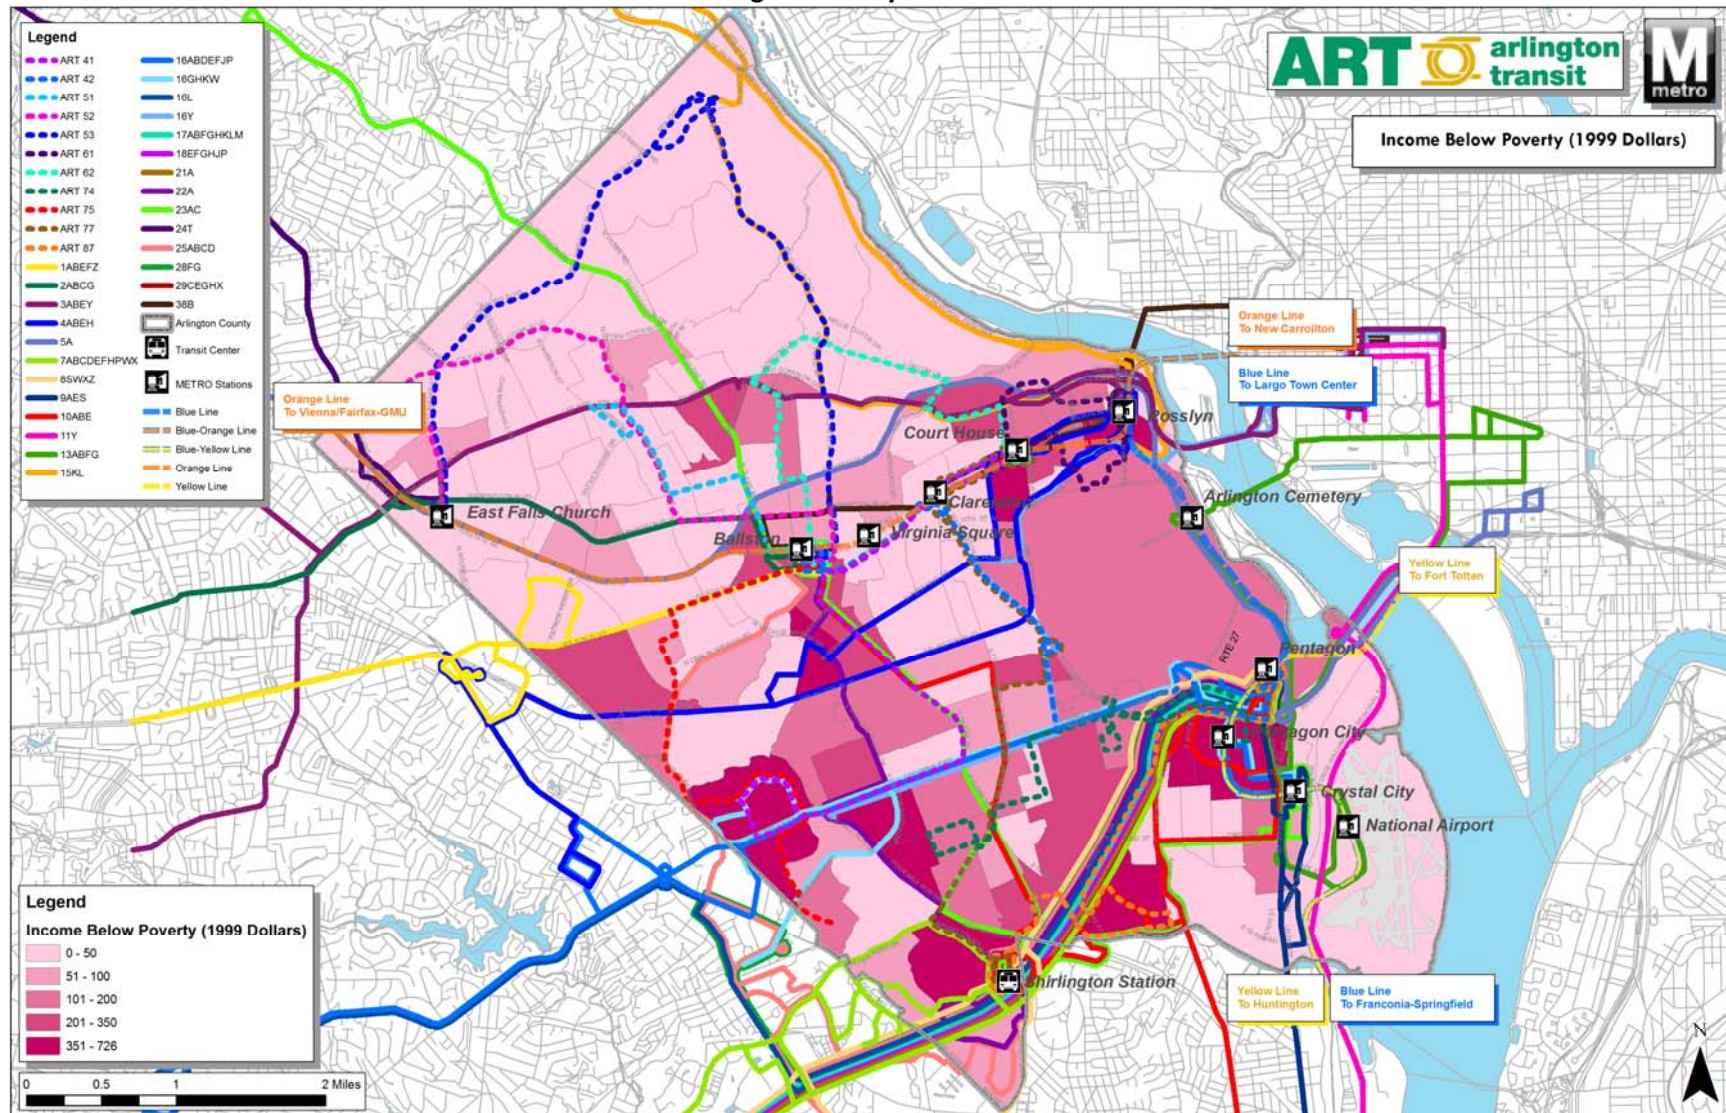 Legend
ART 41
ART 42
ART 51
ART 52
ART 53
ART 61
ART 62
ART 74
ART 75
ART 77
ART 87
1ABEFZ
2ABCG
3ABEY
4ABEH
5A
7ABCDEFHPWX
8SWXZ
9AES
10ABE
11Y
13ABFG
15KL
16ABDEFJP
16GHKW
16L
16Y
17ABFGHKLM
18EFGHJP
21A
22A
23AC
24T
25ABCD
28FG
29CEGHX
38B
Arlington County
Transit Center
METRO Stations
Blue Line
Blue-Orange Line
Blue-Yellow Line
Orange Line
Yellow Line
ART arlington
transit
M
metro
Income Below Poverty (1999 Dollars)
Orange Line
To New Carrollton
Blue Line
To Largo Town Center
Orange Line
To Vienna/Fairfax-GMU
Rosslyn
Court House
Clarendon
Arlington Cemetery
East Falls Church
Ballston
Virginia Square
Yellow Line
To Fort Totten
RTE 27
Pentagon
Pentagon City
Crystal City
National Airport
Shirlington Station
Yellow Line
To Huntington
Blue Line
To Franconia-Springfield
Legend
Income Below Poverty (1999 Dollars)
0 - 50
51 - 100
101 - 200
201 - 350
351 - 726
0 0.5 1 2 Miles
N